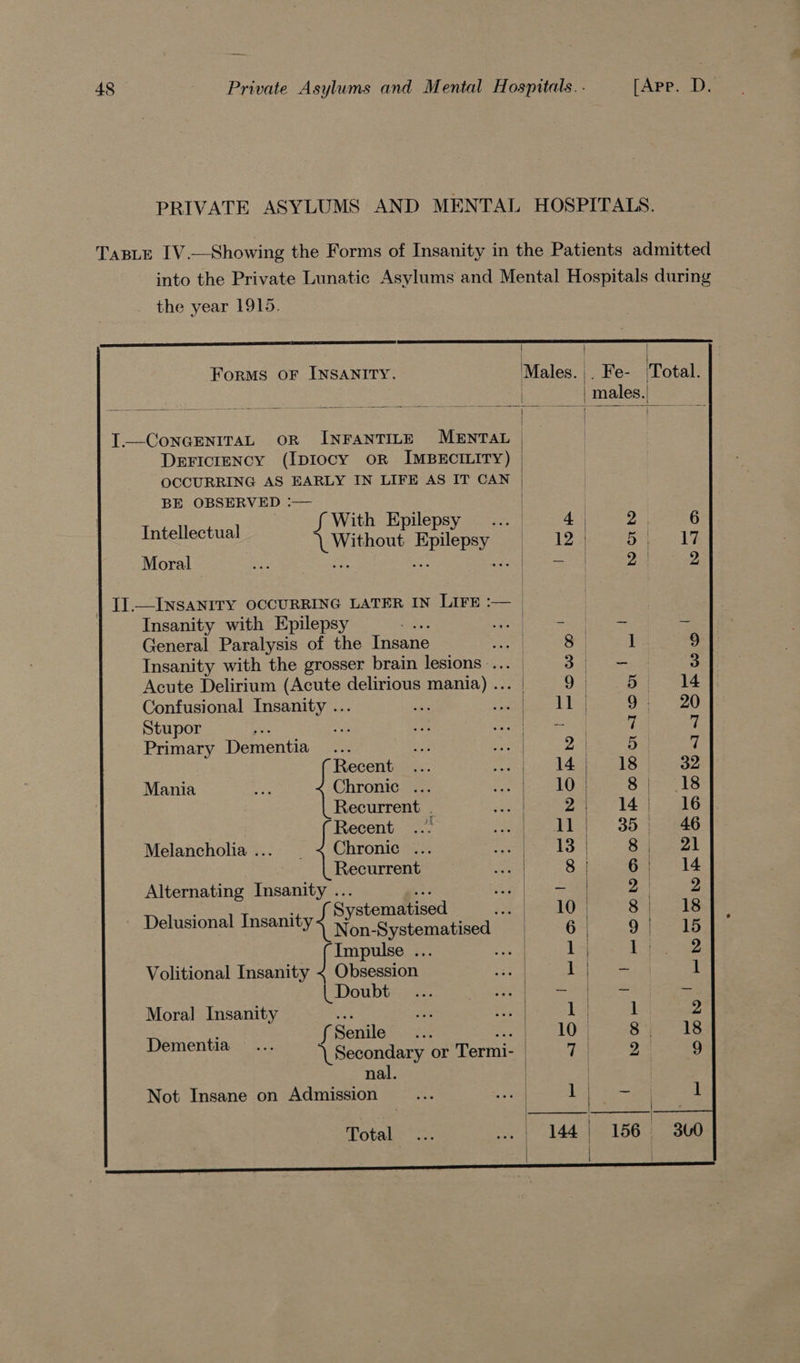 48 Private Asylums and Mental Hospitals. [App. D.
PRIVATE ASYLUMS AND MENTAL HOSPITALS.
Table IV.—Showing the Forms of Insanity in the Patients admitted
into the Private Lunatic Asylums and Mental Hospitals during
the year 1915.
Forms of Insanity. Males. Fe- Total.
males.
I.—Congenital or Infantile Mental
Deficiency (Idiocy or Imbecility)
occurring as early in life as it can
be observed :—
Intellectual { With Epilepsy ... 4 2 6
{ Without Epilepsy 12 5 17
Moral ... ... ... ... – 2 2
II.—Insanity occurring later in Life :—
Insanity with Epilepsy ... ... – – –
General Paralysis of the Insane ... 8 1 9
Insanity with the grosser brain lesions ... 3 – 3
Acute Delirium (Acute delirious mania) ... 9 5 14
Confusional Insanity ... ... ... 11 9 20
Stupor ... ... ... ... – 7 7
Primary Dementia ... ... ... 2 5 7
{ Recent ... ... 14 18 32
Mania ... { Chronic ... ... 10 8 18
{ Recurrent ... 2 14 16
{ Recent ... ... 11 35 46
Melancholia ... { Chronic ... ... 13 8 21
{ Recurrent ... 8 6 14
Alternating Insanity ... ... ... – 2 2
Delusional Insanity { Systematised ... 10 8 18
{ Non-Systematised 6 9 15
{ Impulse ... ... 1 1 2
Volitional Insanity { Obsession ... 1 – 1
{ Doubt ... ... – – –
Moral Insanity ... ... ... 1 1 2
Dementia ... { Senile ... ... 10 8 18
{ Secondary or Termi- 7 2 9
nal.
Not Insane on Admission ... ... 1 – 1
Total ... ... 144 156 300